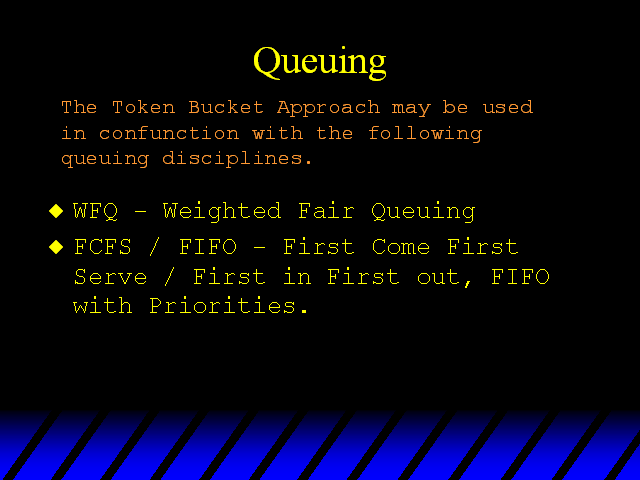 Queuing
The Token Bucket Approach may be used
in confunction with the following
queuing disciplines.
◆ WFQ – Weighted Fair Queuing
◆ FCFS / FIFO – First Come First
Serve / First in First out, FIFO
with Priorities.